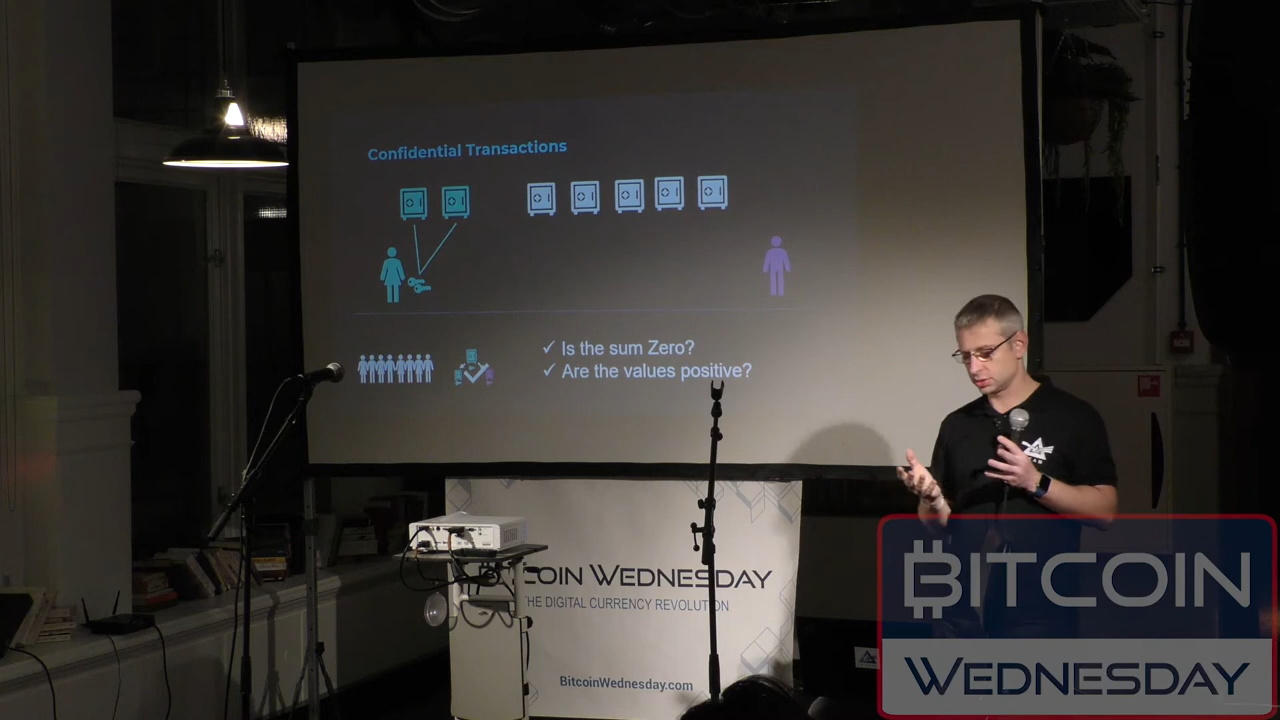 Confidential Transactions
✓ Is the sum Zero?
✓ Are the values positive?
COIN WEDNESDAY
THE DIGITAL CURRENCY REVOLUTION
BitcoinWednesday.com
BITCOIN
WEDNESDAY